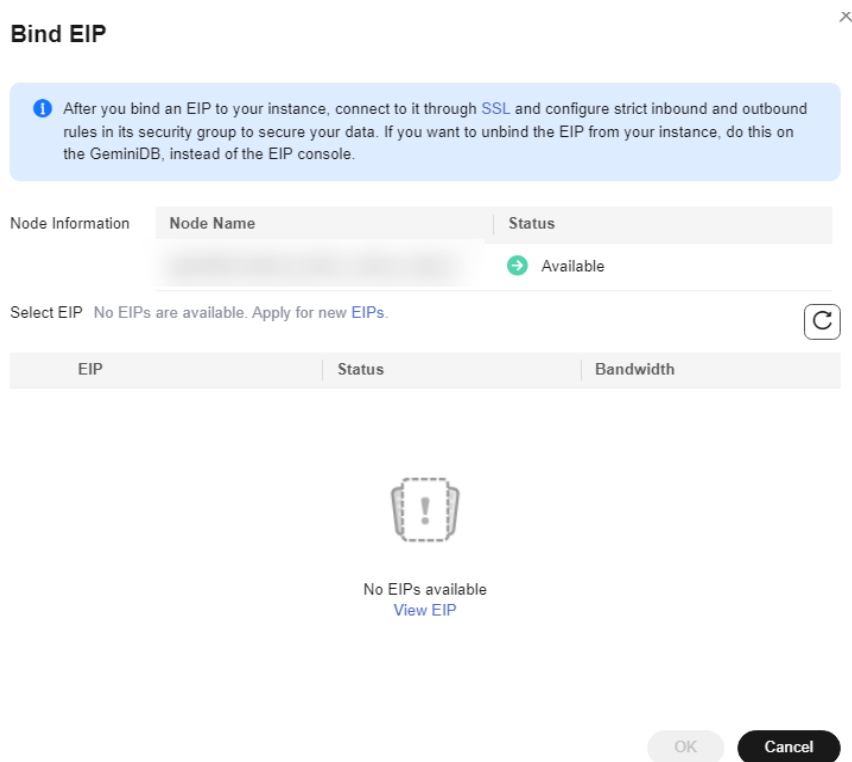 Bind EIP
After you bind an EIP to your instance, connect to it through SSL and configure strict inbound and outbound
rules in its security group to secure your data. If you want to unbind the EIP from your instance, do this on
the GeminiDB, instead of the EIP console.
Node Information Node Name Status
Available
Select EIP No EIPs are available. Apply for new EIPs.
EIP Status Bandwidth
No EIPs available
View EIP
OK Cancel